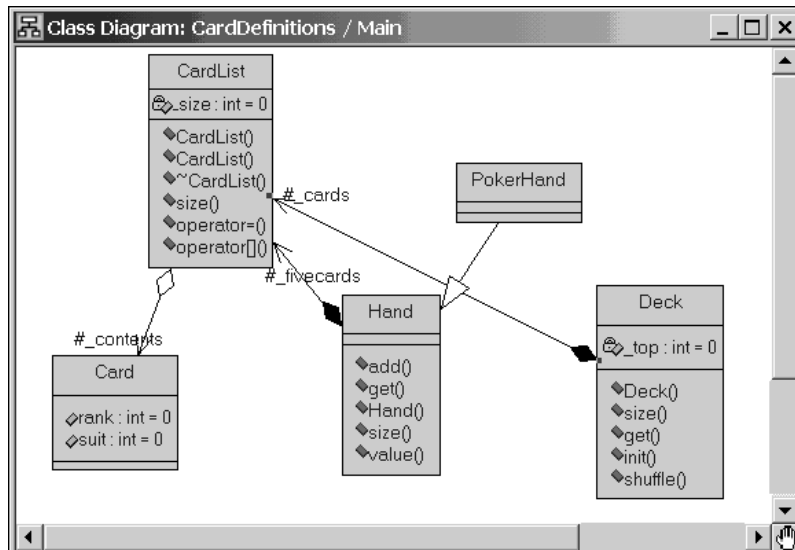 Class Diagram: CardDefinitions / Main
CardList
_size : int = 0
CardList()
CardList()
~CardList()
size()
operator=()
operator[]()
#_cards
#_fivecards
#_contents
PokerHand
Hand
add()
get()
Hand()
size()
value()
Deck
_top : int = 0
Deck()
size()
get()
init()
shuffle()
Card
rank : int = 0
suit : int = 0